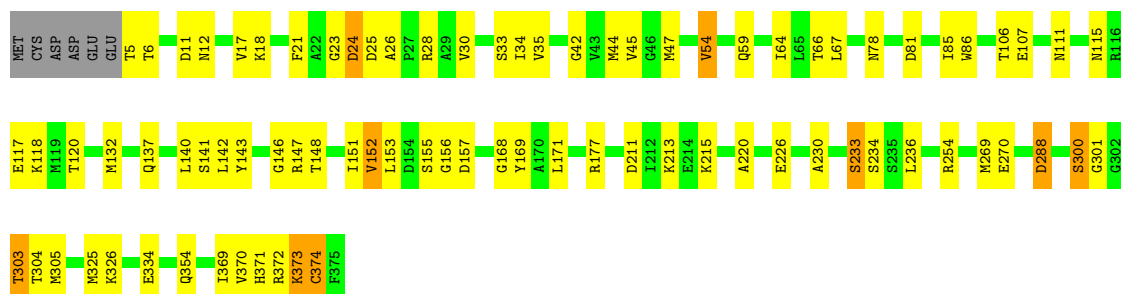 MET CYS ASP ASP GLU GLU T5 T6 D11 N12 V17 K18 F21 A22 G23 D24 D25 A26 P27 R28 A29 V30 S33 I34 V35 G42 V43 M44 V45 G46 M47 V54 Q59 I64 L65 T66 L67 N78 D81 I85 W86 T106 E107 N111 N115 R116
E117 K118 M119 T120 M132 Q137 L140 S141 L142 Y143 G146 R147 T148 I151 V152 L153 D154 S155 G156 D157 G168 Y169 A170 L171 R177 D211 I212 K213 E214 K215 A220 E226 A230 S233 S234 S235 L236 R254 M269 E270 D288 S300 G301 G302
T303 T304 M305 M325 K326 E334 Q354 I369 V370 H371 R372 K373 C374 F375